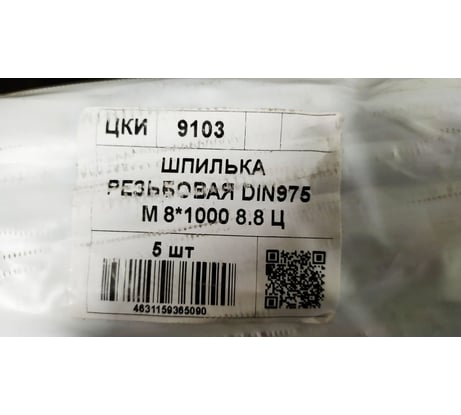 ЦКИ 9103
ШПИЛЬКА
РЕЗЬБОВАЯ DIN975
М 8*1000 8.8 Ц
5 шт
4631159365090